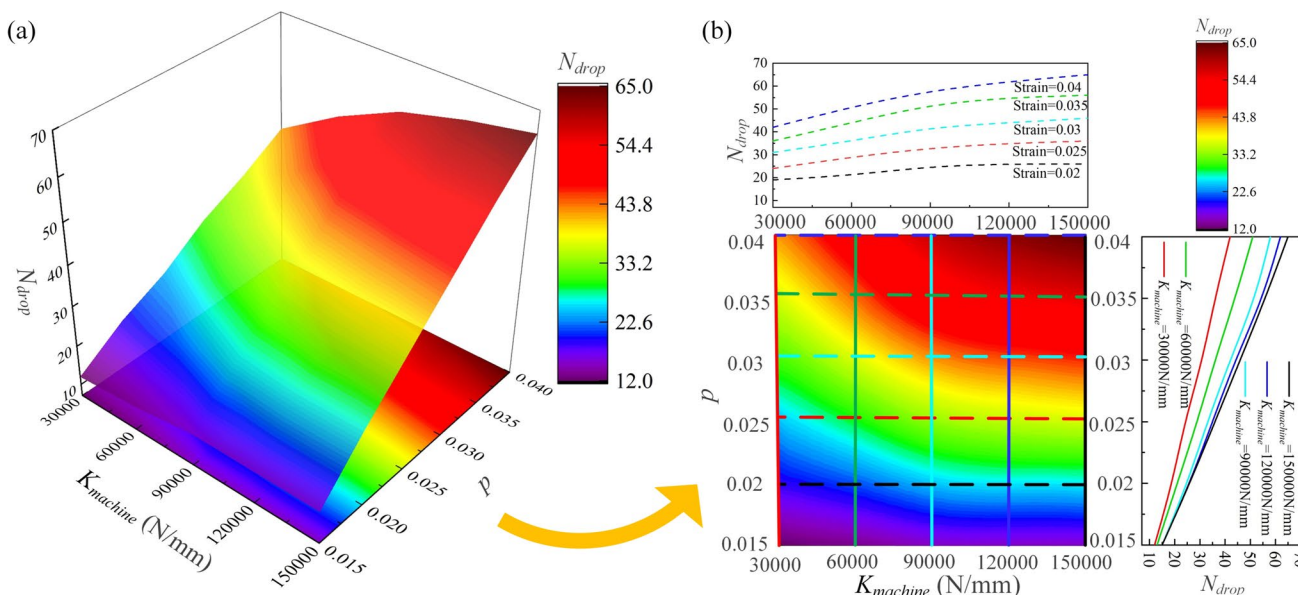 (a)
N_drop
65.0
54.4
43.8
33.2
22.6
12.0
70
60
50
40
30
20
10
N_drop
30000
60000
90000
120000
150000
K_machine (N/mm)
0.015
0.020
0.025
0.030
0.035
0.040
p
(b)
N_drop
65.0
54.4
43.8
33.2
22.6
12.0
70
60
50
40
30
20
10
N_drop
Strain=0.04
Strain=0.035
Strain=0.03
Strain=0.025
Strain=0.02
30000 60000 90000 120000 150000
0.04
0.035
0.03
0.025
0.02
0.015
p
30000 60000 90000 120000 150000
K_machine (N/mm)
0.04
0.035
0.03
0.025
0.02
0.015
K_machine=30000N/mm
K_machine=60000N/mm
K_machine=90000N/mm
K_machine=120000N/mm
K_machine=150000N/mm
10 20 30 40 50 60 70
N_drop